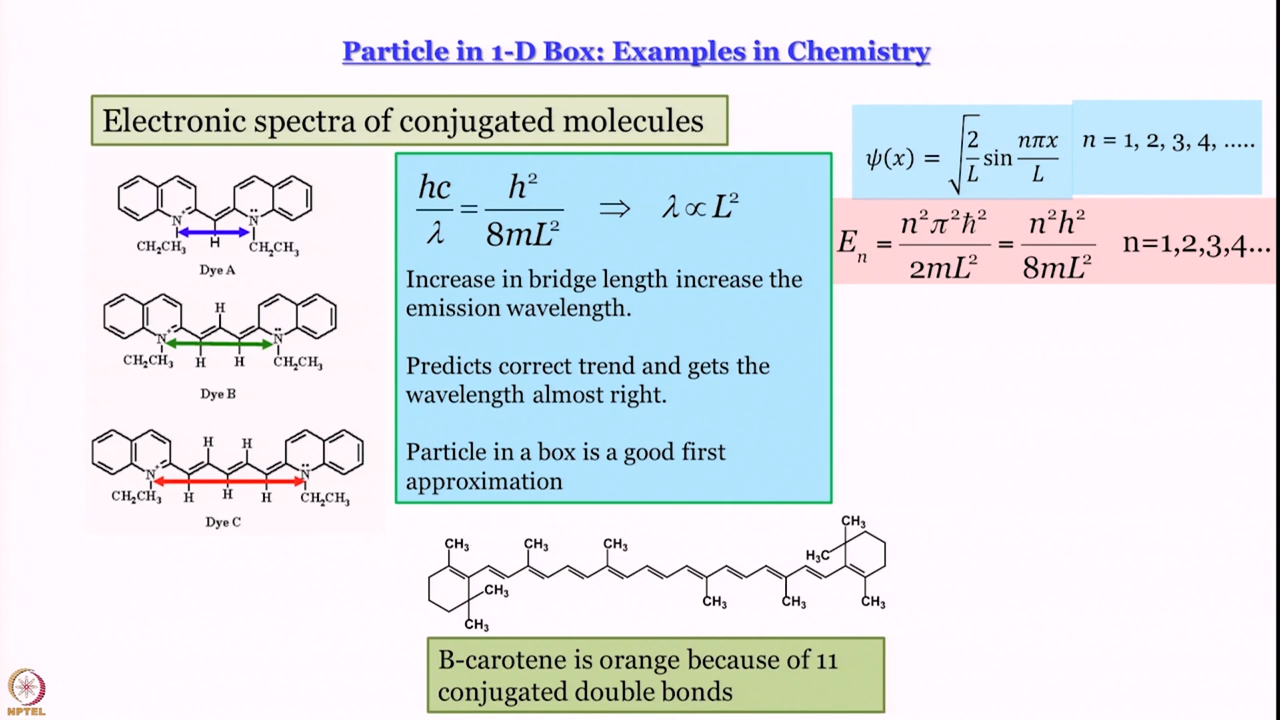 Particle in 1-D Box: Examples in Chemistry
Electronic spectra of conjugated molecules
N⁺
N̈
CH₂CH₃
H
CH₂CH₃
Dye A
H
N⁺
N̈
CH₂CH₃
H
H
CH₂CH₃
Dye B
H
H
N⁺
N̈
CH₂CH₃
H
H
H
CH₂CH₃
Dye C
hc/λ = h²/8mL² ⇒ λ∝L²
Increase in bridge length increase the
emission wavelength.
Predicts correct trend and gets the
wavelength almost right.
Particle in a box is a good first
approximation
ψ(x) = √(2/L) sin nπx/L n = 1, 2, 3, 4, .....
Eₙ = n²π²ħ²/2mL² = n²h²/8mL² n=1,2,3,4...
CH₃
CH₃
CH₃
CH₃
H₃C
CH₃
CH₃
CH₃
CH₃
CH₃
B-carotene is orange because of 11
conjugated double bonds
NPTEL